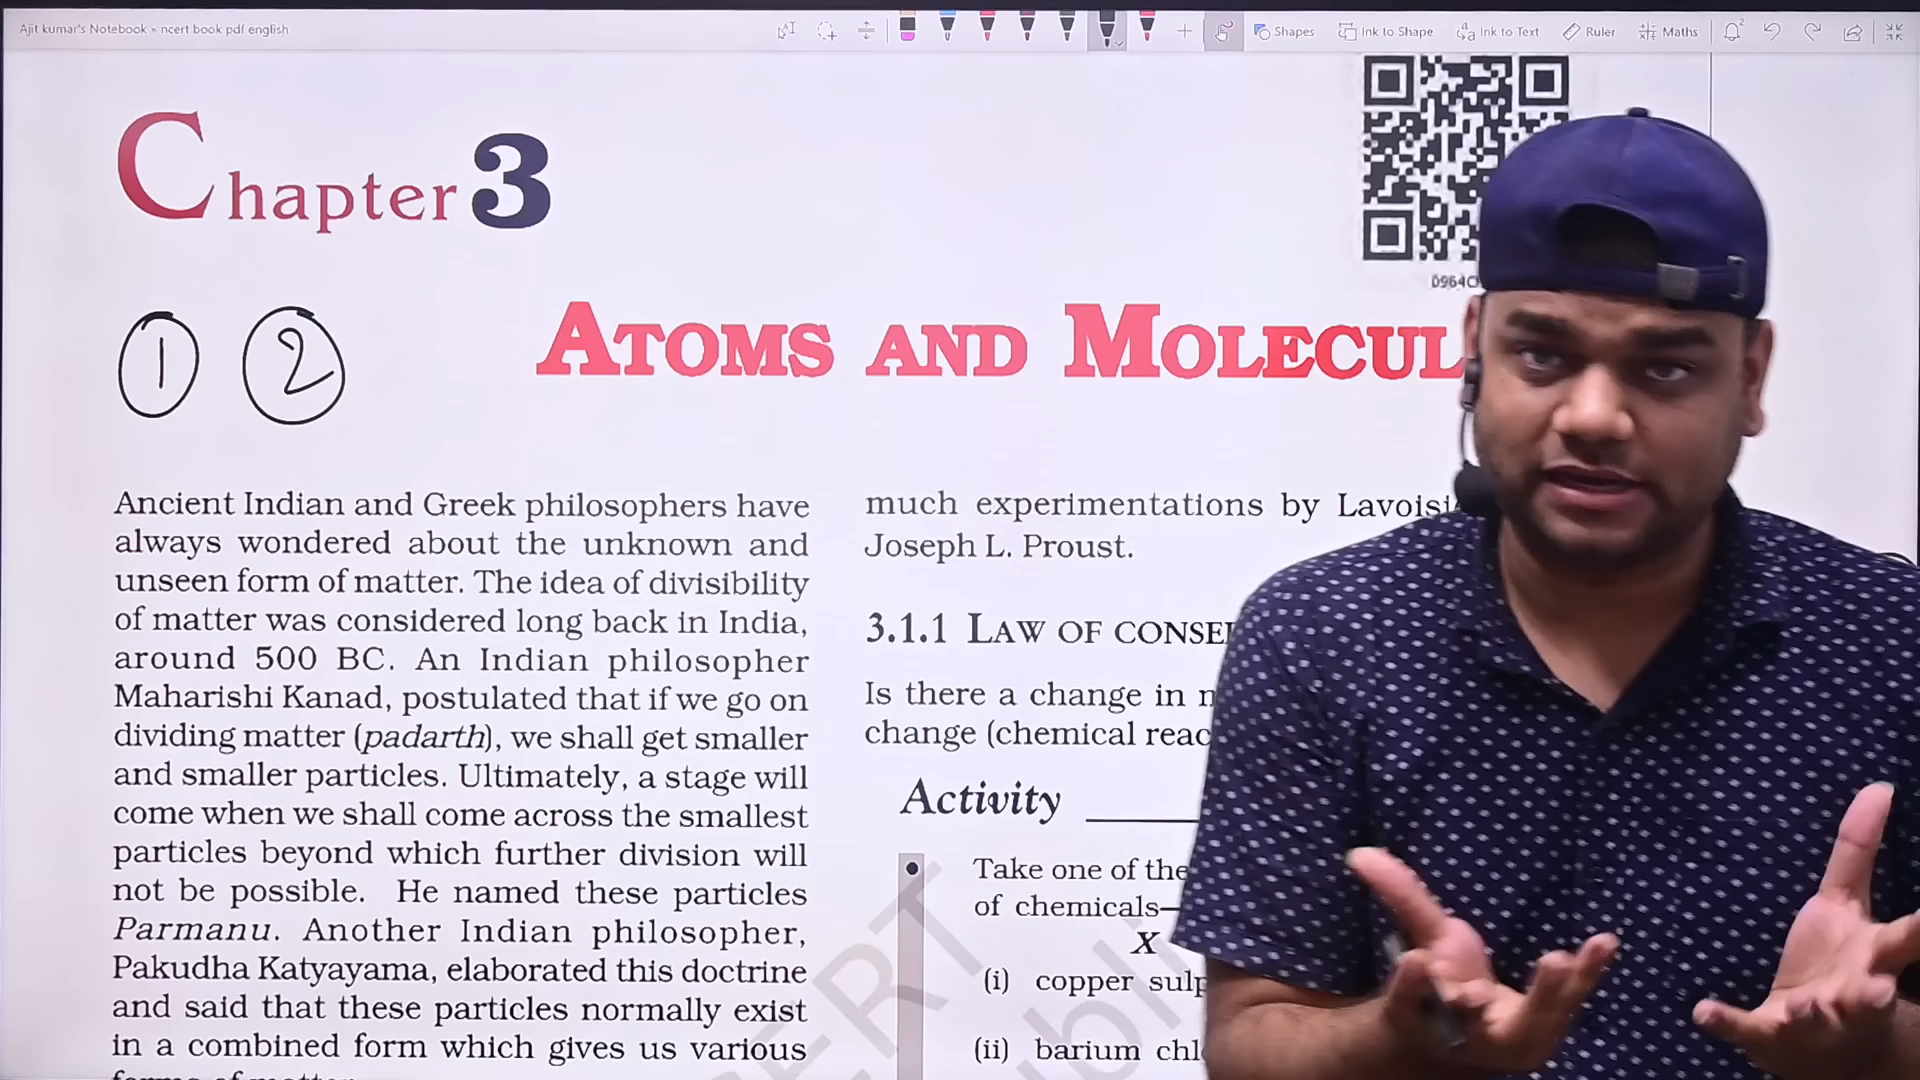 Ajit kumar's Notebook » ncert book pdf english
Shapes
Ink to Shape
Ink to Text
Ruler
Maths
Chapter 3
D964C
1 2
ATOMS AND MOLECUL
Ancient Indian and Greek philosophers have
always wondered about the unknown and
unseen form of matter. The idea of divisibility
of matter was considered long back in India,
around 500 BC. An Indian philosopher
Maharishi Kanad, postulated that if we go on
dividing matter (padarth), we shall get smaller
and smaller particles. Ultimately, a stage will
come when we shall come across the smallest
particles beyond which further division will
not be possible. He named these particles
Parmanu. Another Indian philosopher,
Pakudha Katyayama, elaborated this doctrine
and said that these particles normally exist
in a combined form which gives us various
forms of matter.
much experimentations by Lavoisi
Joseph L. Proust.
3.1.1 LAW OF CONSE
Is there a change in
change (chemical reac
Activity
Take one of the
of chemicals—
X
(i) copper sulp
(ii) barium chl